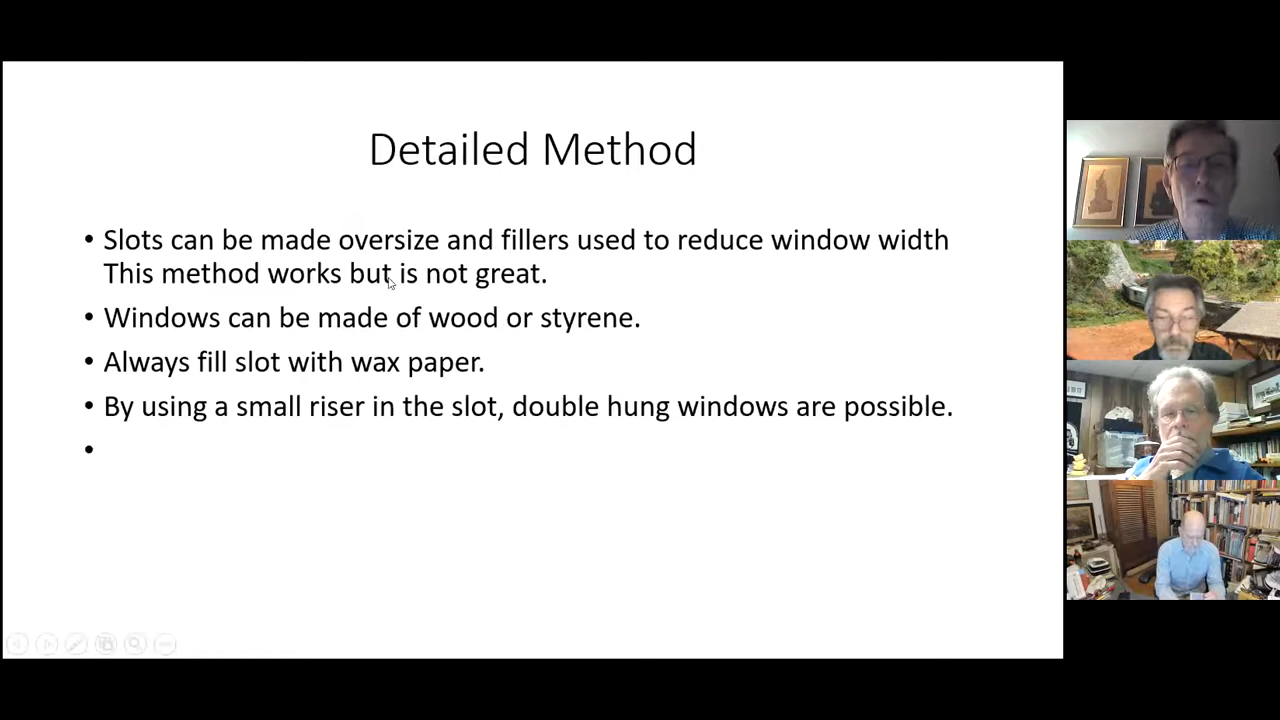 Detailed Method
• Slots can be made oversize and fillers used to reduce window width
This method works but is not great.
• Windows can be made of wood or styrene.
• Always fill slot with wax paper.
• By using a small riser in the slot, double hung windows are possible.
•